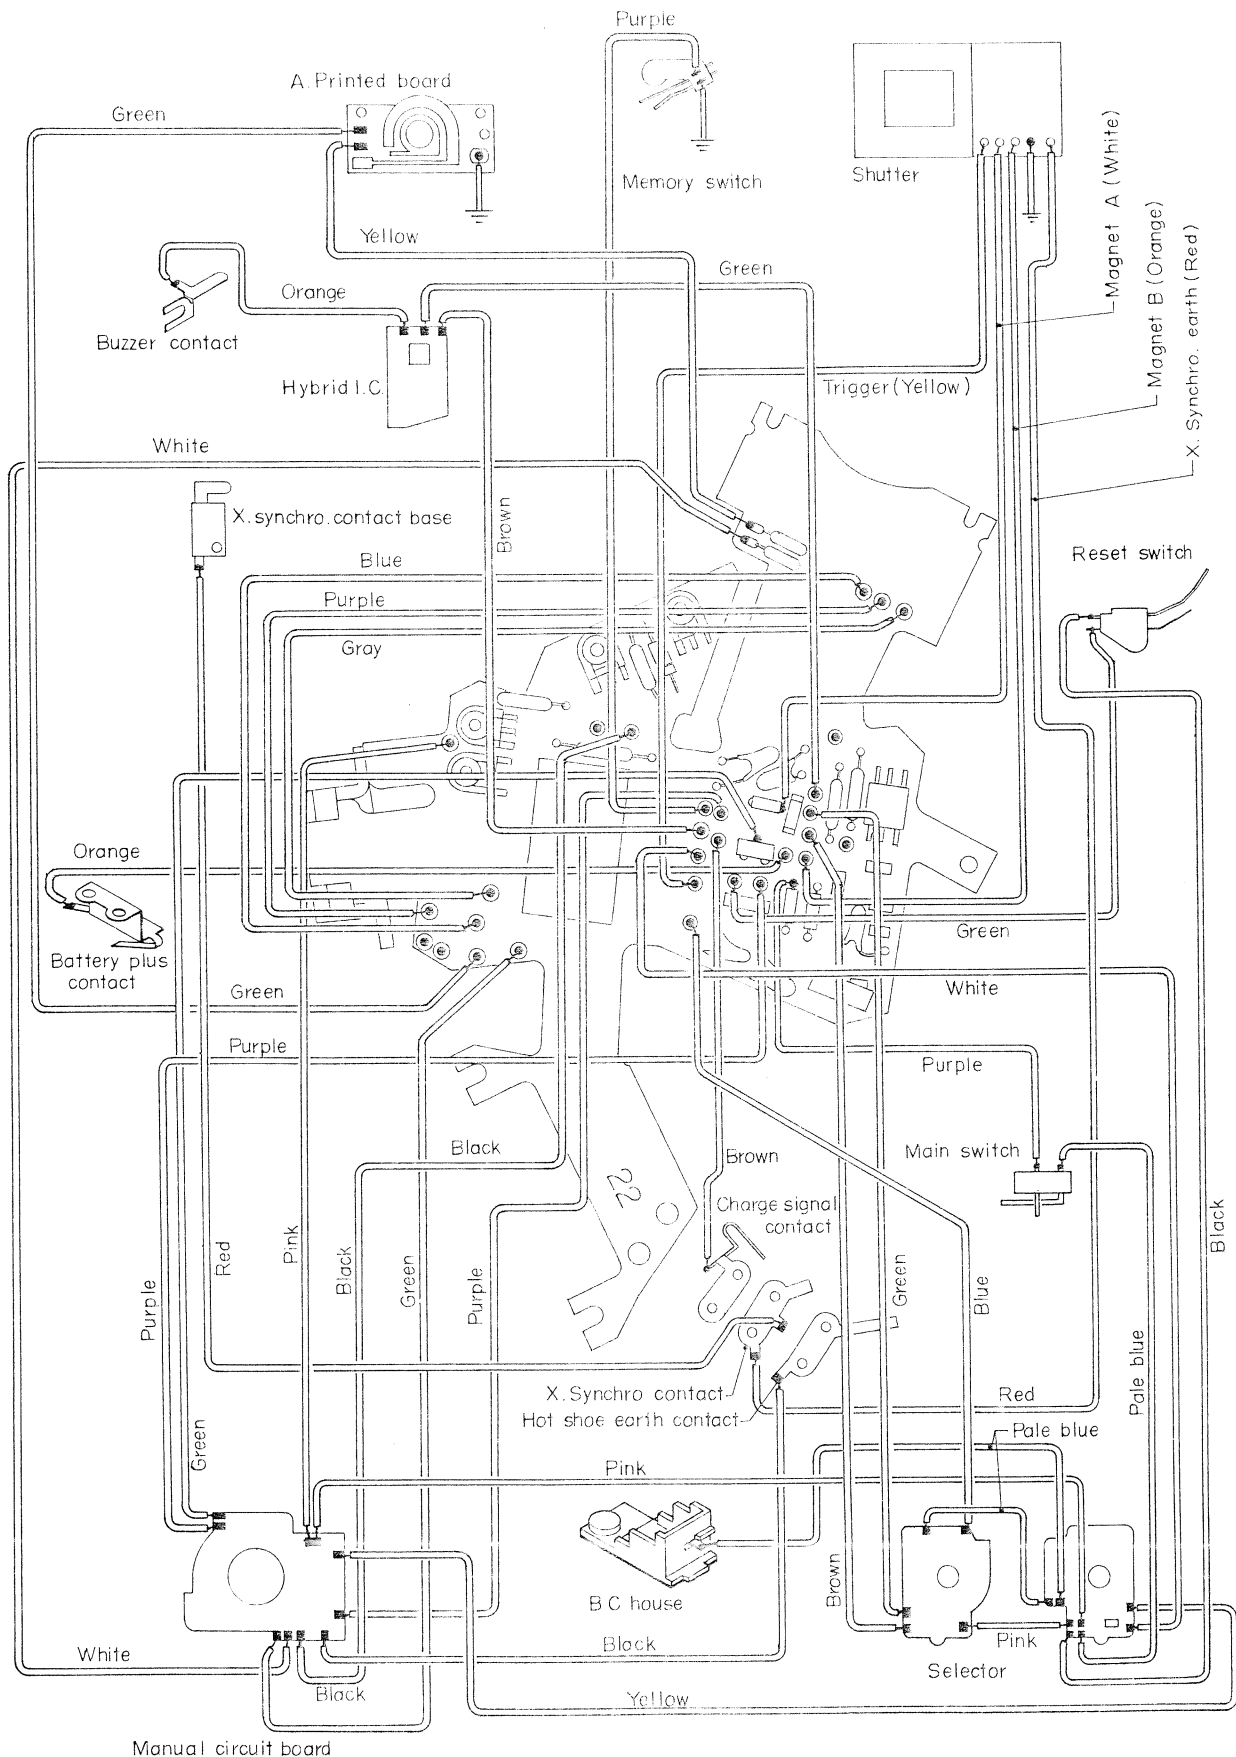 Purple
A. Printed board
Green
Memory switch
Shutter
Magnet A (White)
Magnet B (Orange)
X. Synchro. earth (Red)
Yellow
Green
Orange
Buzzer contact
Hybrid I.C.
Trigger (Yellow)
White
X. synchro. contact base
Brown
Blue
Reset switch
Purple
Gray
Orange
Battery plus
contact
Green
Green
White
Purple
Purple
Black
Brown
Main switch
22
Charge signal
contact
Black
Red
Pink
Black
Green
Purple
Green
Blue
Purple
Pale blue
X. Synchro contact
Hot shoe earth contact
Red
Green
Pale blue
Pink
Brown
B C house
Black
Pink
Selector
White
Black
Yellow
Manual circuit board